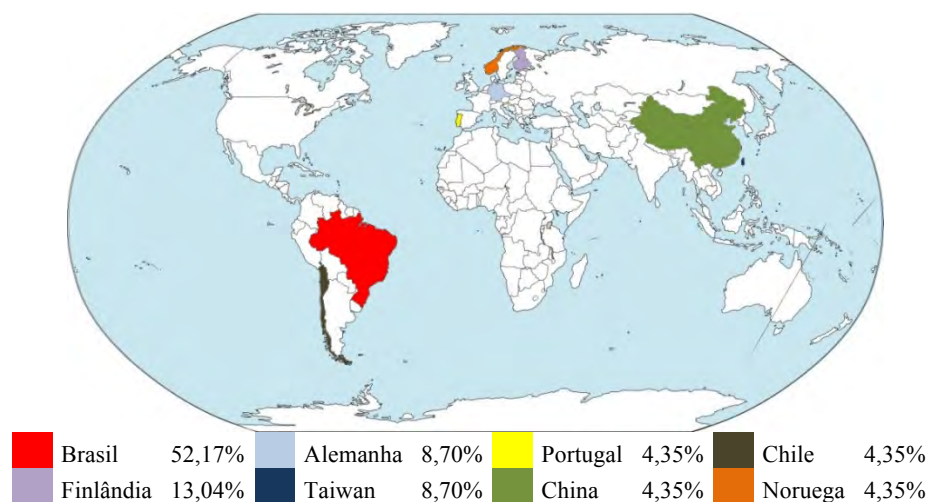 Brasil 52,17% Alemanha 8,70% Portugal 4,35% Chile 4,35%
Finlândia 13,04% Taiwan 8,70% China 4,35% Noruega 4,35%